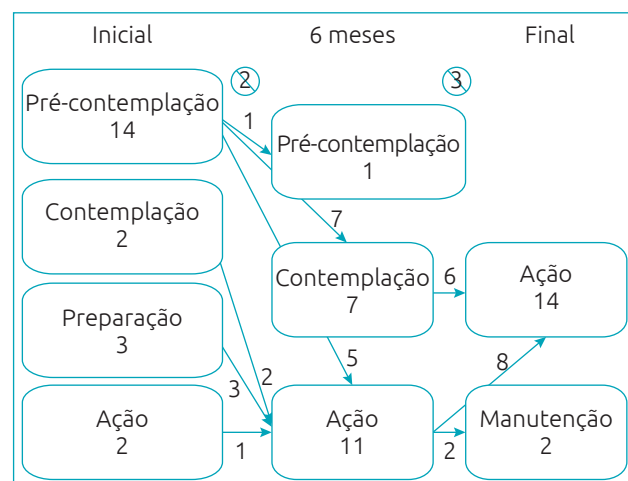 Inicial 6 meses Final
2 3
Pré-contemplação
14
1
Pré-contemplação
1
Contemplação
2
7
Contemplação
7
6
Ação
14
Preparação
3
5
8
3 2
Ação
2
1
Ação
11
2
Manutenção
2